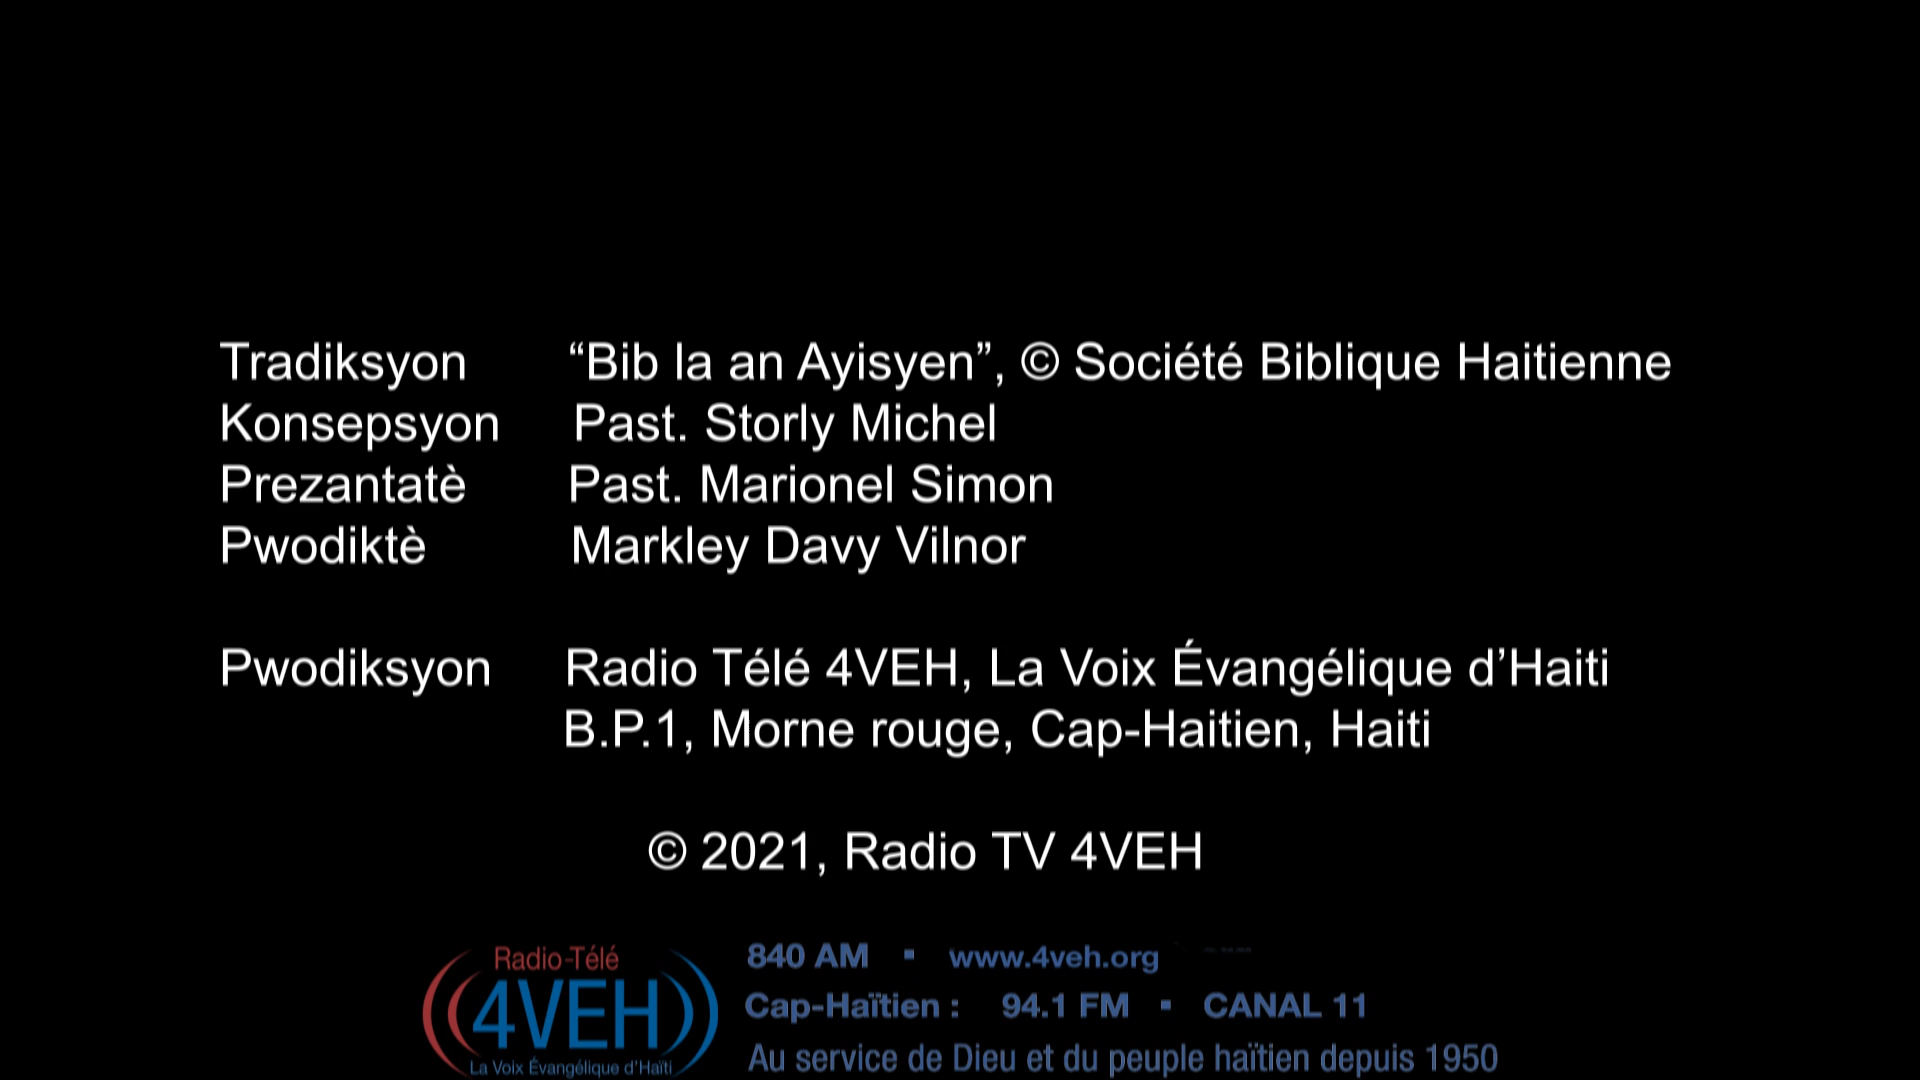 Tradiksyon “Bib la an Ayisyen”, © Société Biblique Haitienne
Konsepsyon Past. Storly Michel
Prezantatè Past. Marionel Simon
Pwodiktè Markley Davy Vilnor
Pwodiksyon Radio Télé 4VEH, La Voix Évangélique d’Haiti
B.P.1, Morne rouge, Cap-Haitien, Haiti
© 2021, Radio TV 4VEH
Radio-Télé
4VEH
La Voix Évangélique d’Haïti
840 AM ▪ www.4veh.org
Cap-Haïtien : 94.1 FM ▪ CANAL 11
Au service de Dieu et du peuple haïtien depuis 1950